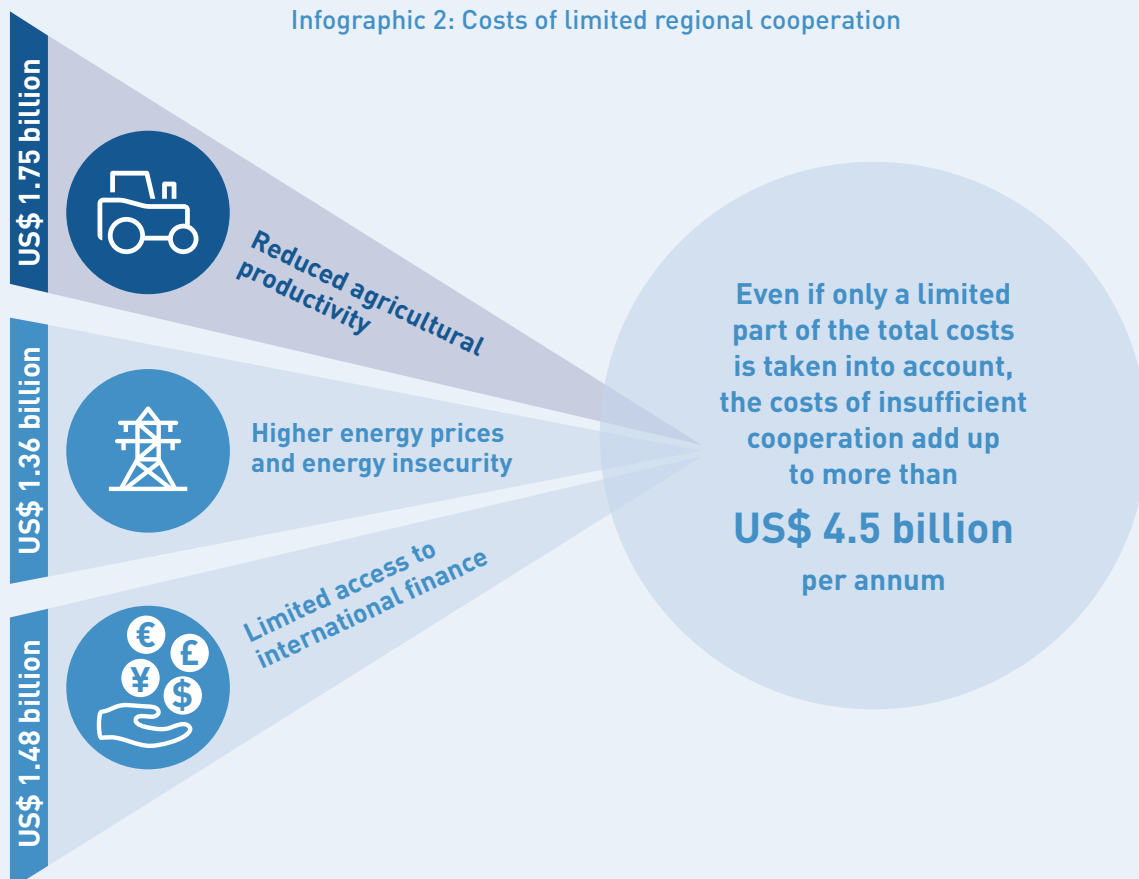 Infographic 2: Costs of limited regional cooperation
US$ 1.75 billion
Reduced agricultural
productivity
US$ 1.36 billion
Higher energy prices
and energy insecurity
US$ 1.48 billion
€
£
¥
$
Limited access to
international finance
Even if only a limited
part of the total costs
is taken into account,
the costs of insufficient
cooperation add up
to more than
US$ 4.5 billion
per annum